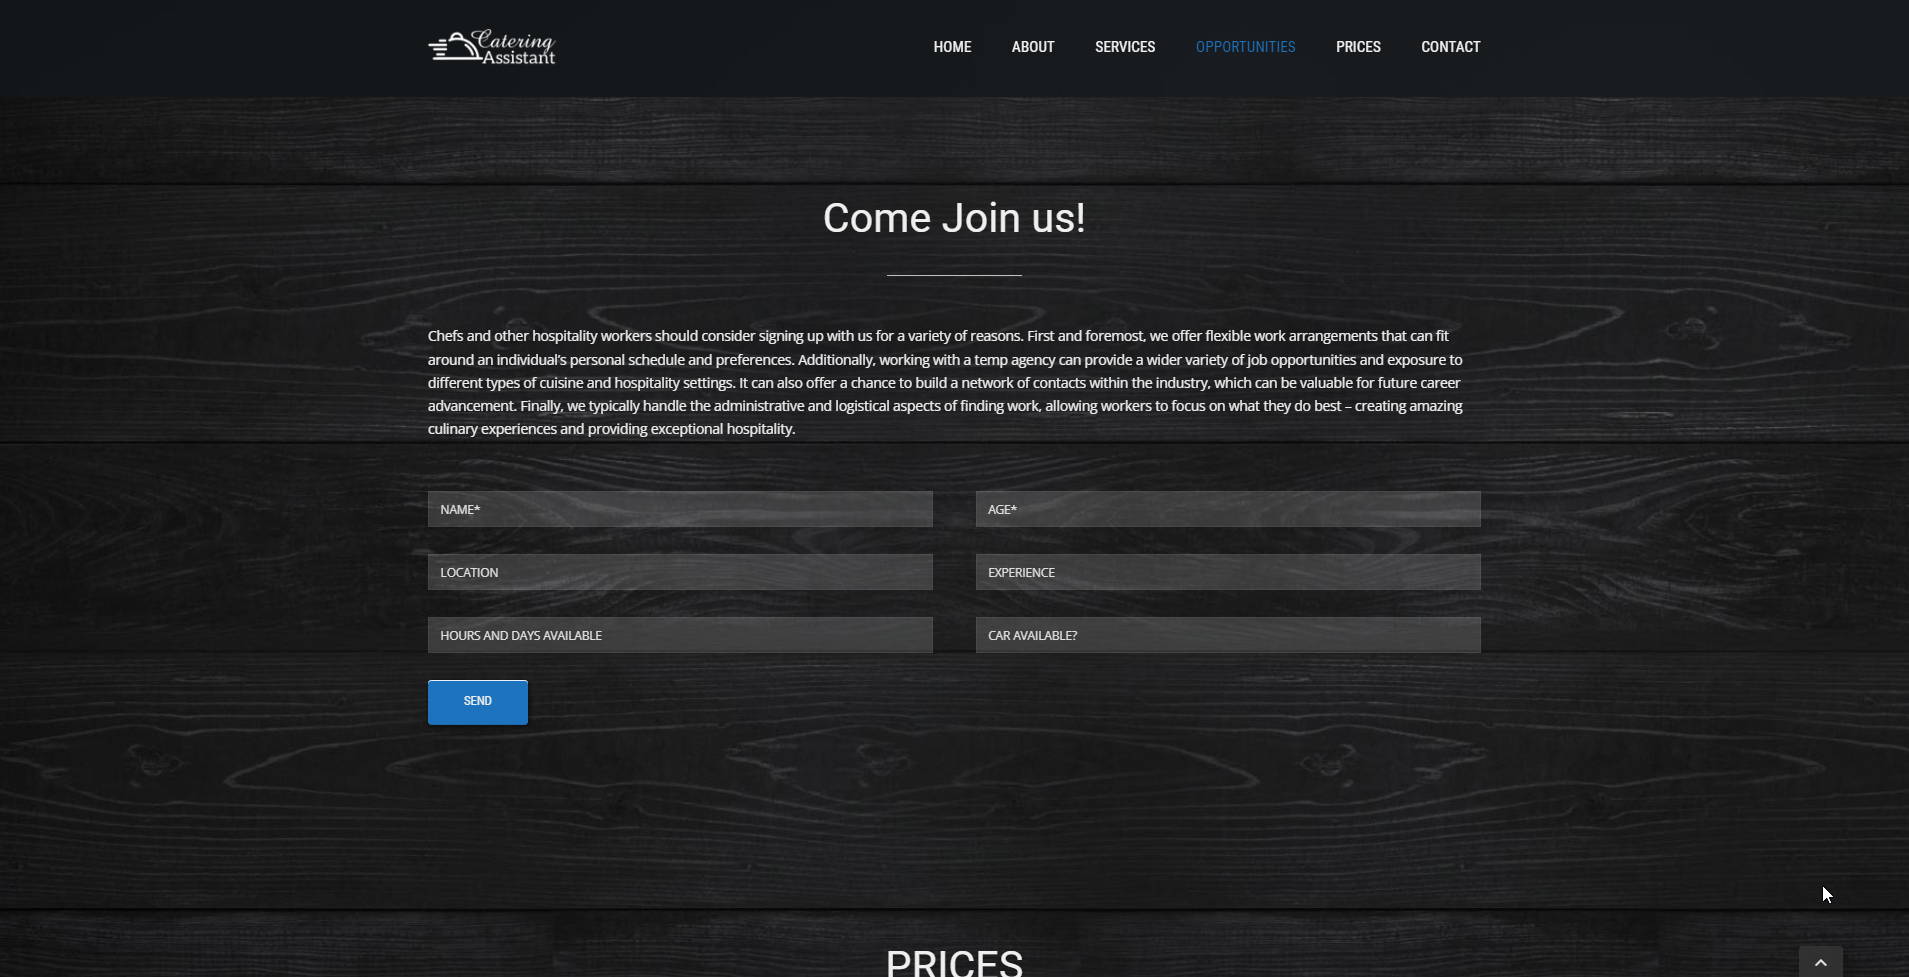 Catering
Assistant
HOME ABOUT SERVICES OPPORTUNITIES PRICES CONTACT
Come Join us!
Chefs and other hospitality workers should consider signing up with us for a variety of reasons. First and foremost, we offer flexible work arrangements that can fit
around an individual's personal schedule and preferences. Additionally, working with a temp agency can provide a wider variety of job opportunities and exposure to
different types of cuisine and hospitality settings. It can also offer a chance to build a network of contacts within the industry, which can be valuable for future career
advancement. Finally, we typically handle the administrative and logistical aspects of finding work, allowing workers to focus on what they do best – creating amazing
culinary experiences and providing exceptional hospitality.
NAME* AGE*
LOCATION EXPERIENCE
HOURS AND DAYS AVAILABLE CAR AVAILABLE?
SEND
PRICES